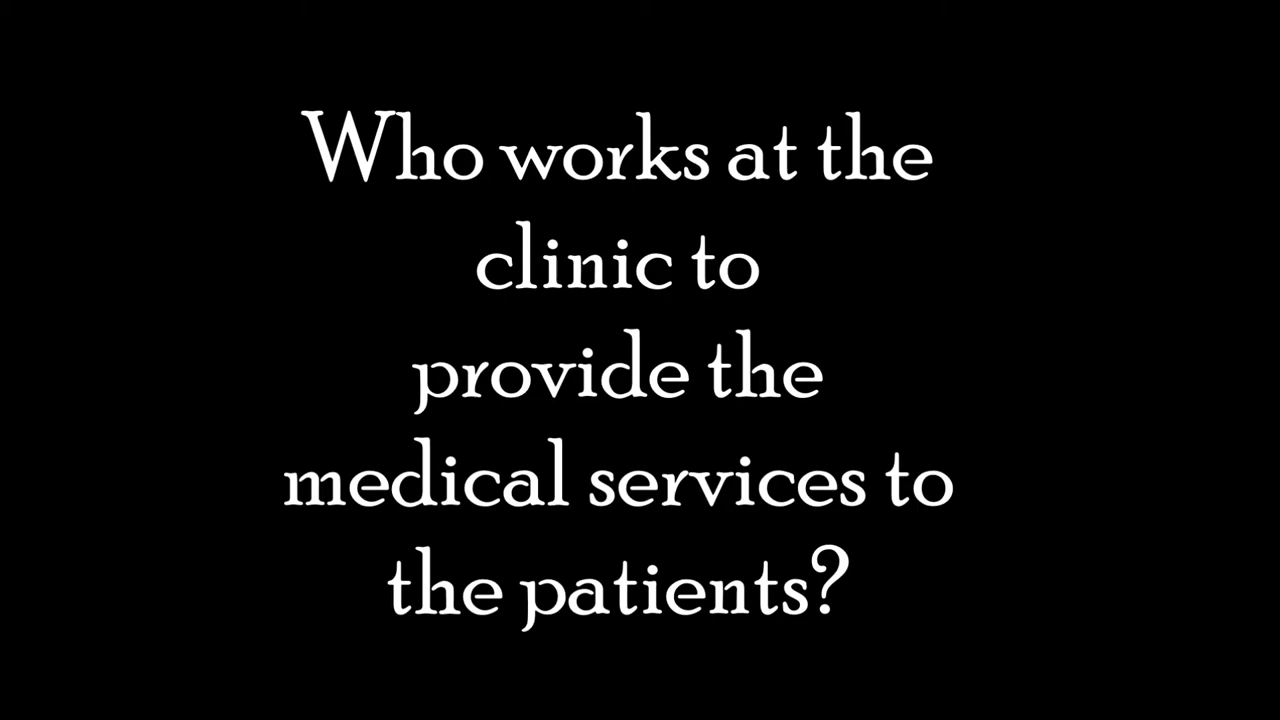 Who works at the
clinic to
provide the
medical services to
the patients?